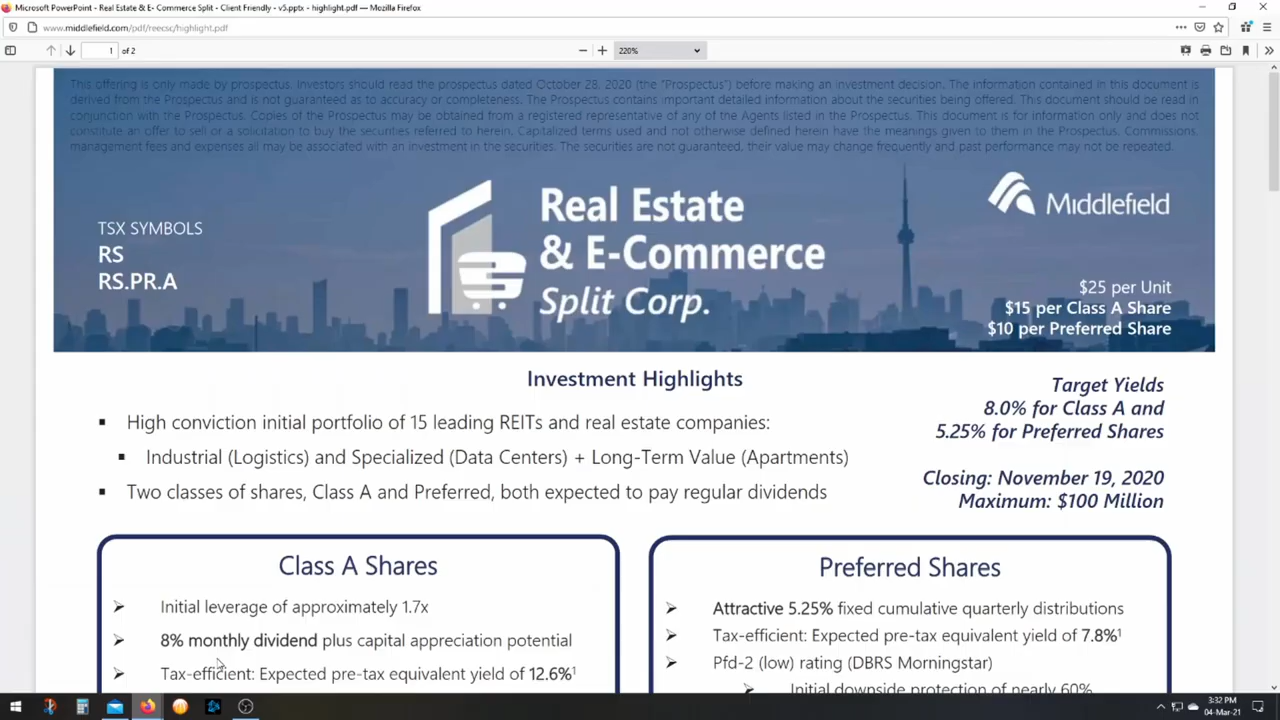 Microsoft PowerPoint - Real Estate & E- Commerce Split - Client Friendly - v5.pptx - highlight.pdf — Mozilla Firefox
www.middlefield.com/pdf/reecsc/highlight.pdf
1 of 2
220%
This offering is only made by prospectus. Investors should read the prospectus dated October 28, 2020 (the "Prospectus") before making an investment decision. The information contained in this document is
derived from the Prospectus and is not guaranteed as to accuracy or completeness. The Prospectus contains important detailed information about the securities being offered. This document should be read in
conjunction with the Prospectus. Copies of the Prospectus may be obtained from a registered representative of any of the Agents listed in the Prospectus. This document is for information only and does not
constitute an offer to sell or a solicitation to buy the securities referred to herein. Capitalized terms used and not otherwise defined herein have the meanings given to them in the Prospectus. Commissions,
management fees and expenses all may be associated with an investment in the securities. The securities are not guaranteed, their value may change frequently and past performance may not be repeated.
TSX SYMBOLS
RS
RS.PR.A
Real Estate
& E-Commerce
Split Corp.
Middlefield
$25 per Unit
$15 per Class A Share
$10 per Preferred Share
Investment Highlights
▪ High conviction initial portfolio of 15 leading REITs and real estate companies:
▪ Industrial (Logistics) and Specialized (Data Centers) + Long-Term Value (Apartments)
▪ Two classes of shares, Class A and Preferred, both expected to pay regular dividends
Target Yields
8.0% for Class A and
5.25% for Preferred Shares
Closing: November 19, 2020
Maximum: $100 Million
Class A Shares
➢ Initial leverage of approximately 1.7x
➢ 8% monthly dividend plus capital appreciation potential
➢ Tax-efficient: Expected pre-tax equivalent yield of 12.6%¹
Preferred Shares
➢ Attractive 5.25% fixed cumulative quarterly distributions
➢ Tax-efficient: Expected pre-tax equivalent yield of 7.8%¹
➢ Pfd-2 (low) rating (DBRS Morningstar)
➢ Initial downside protection of nearly 60%
3:32 PM
04-Mar-21